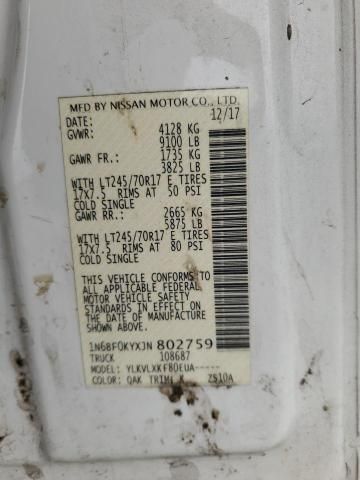 MFD BY NISSAN MOTOR CO., LTD.
DATE: 12/17
GVWR: 4128 KG
9100 LB
GAWR FR.: 1735 KG
3825 LB
WITH LT245/70R17 E TIRES
17X7.5 RIMS AT 50 PSI
COLD SINGLE
GAWR RR.: 2665 KG
5875 LB
WITH LT245/70R17 E TIRES
17X7.5 RIMS AT 80 PSI
COLD SINGLE
THIS VEHICLE CONFORMS TO
ALL APPLICABLE FEDERAL
MOTOR VEHICLE SAFETY
STANDARDS IN EFFECT ON
THE DATE OF MANUFACTURE
SHOWN ABOVE.
1N6BF0KYXJN802759
TRUCK 108687
MODEL: YLKVLXKF80EUA-----
COLOR: QAK TRIM: K ZS10A